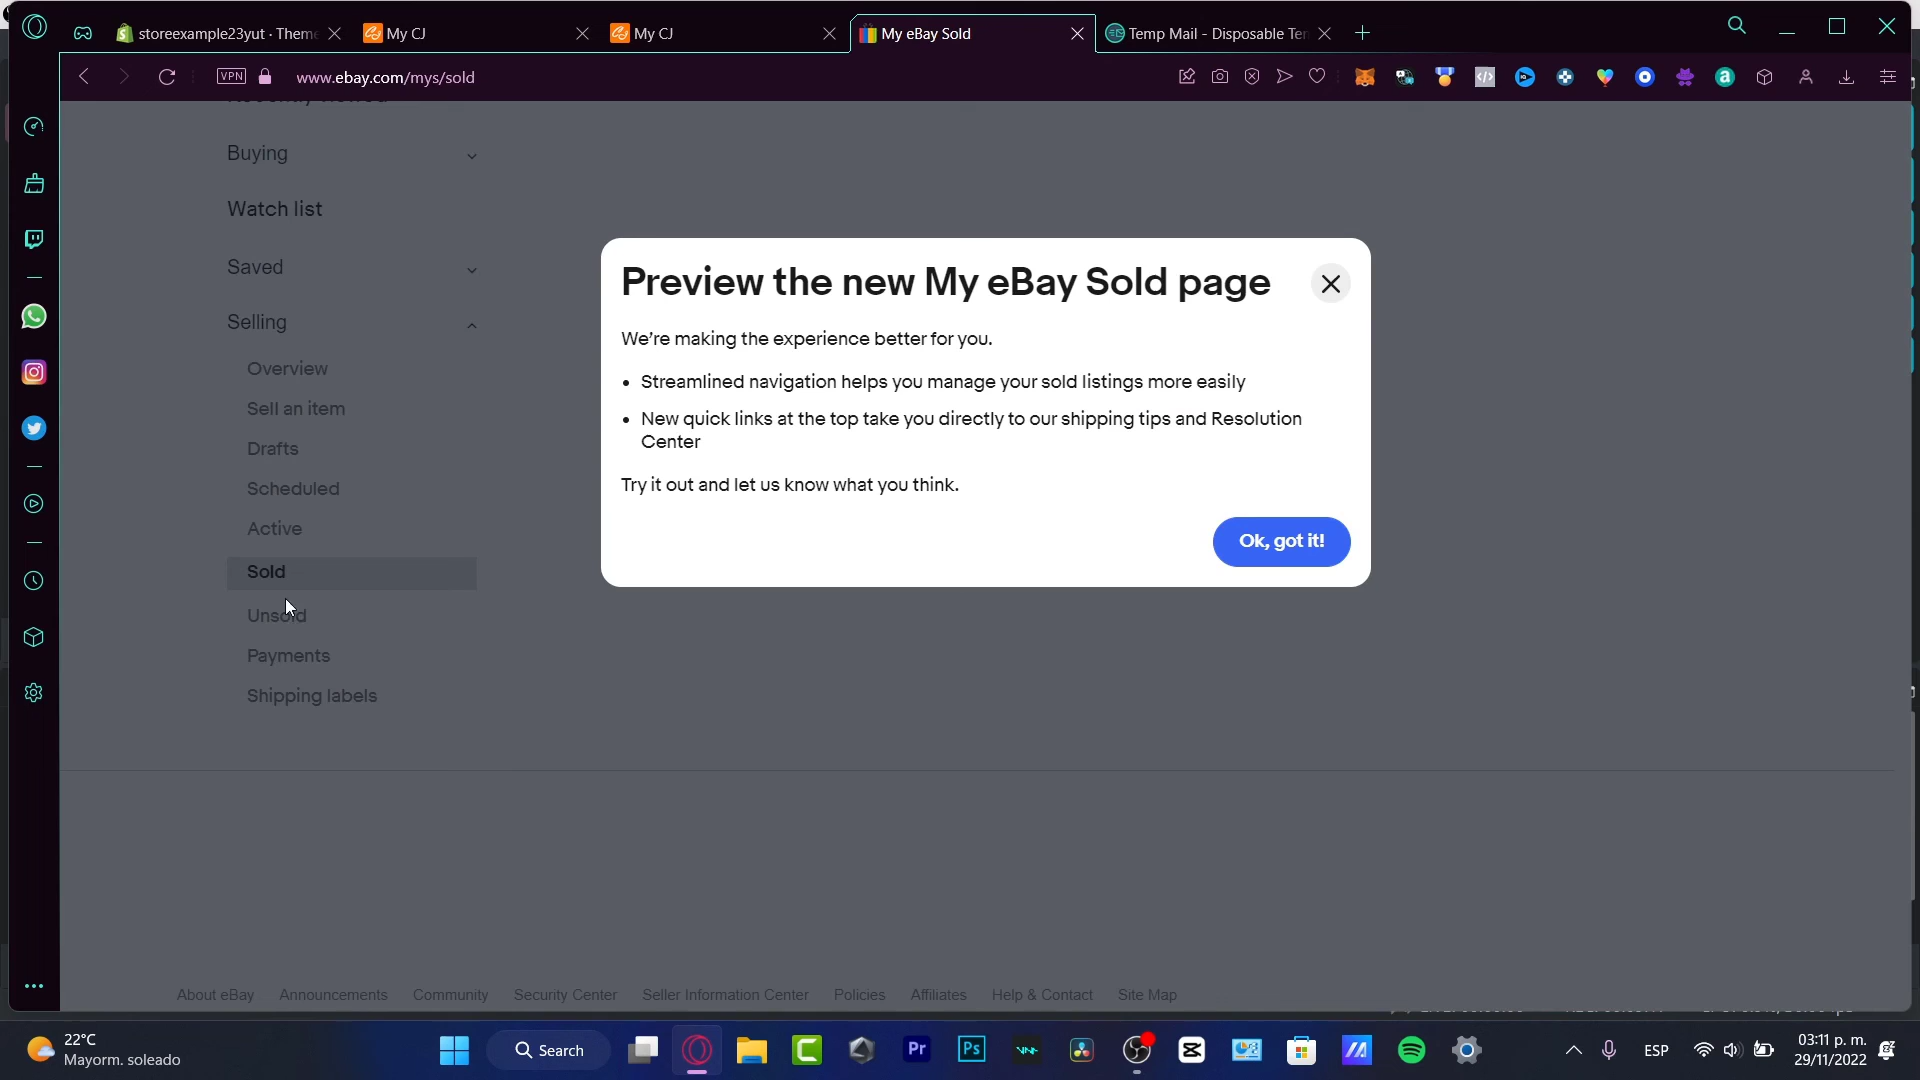 storeexample23yut · Theme
My CJ
My CJ
My eBay Sold
Temp Mail - Disposable Ter
VPN
www.ebay.com/mys/sold
Recently viewed
Buying
Watch list
Saved
Selling
Overview
Sell an item
Drafts
Scheduled
Active
Sold
Unsold
Payments
Shipping labels
Preview the new My eBay Sold page
We’re making the experience better for you.
• Streamlined navigation helps you manage your sold listings more easily
• New quick links at the top take you directly to our shipping tips and Resolution
Center
Try it out and let us know what you think.
Ok, got it!
About eBay Announcements Community Security Center Seller Information Center Policies Affiliates Help & Contact Site Map
22°C
Mayorm. soleado
Search
Pr
Ps
ESP
03:11 p. m.
29/11/2022